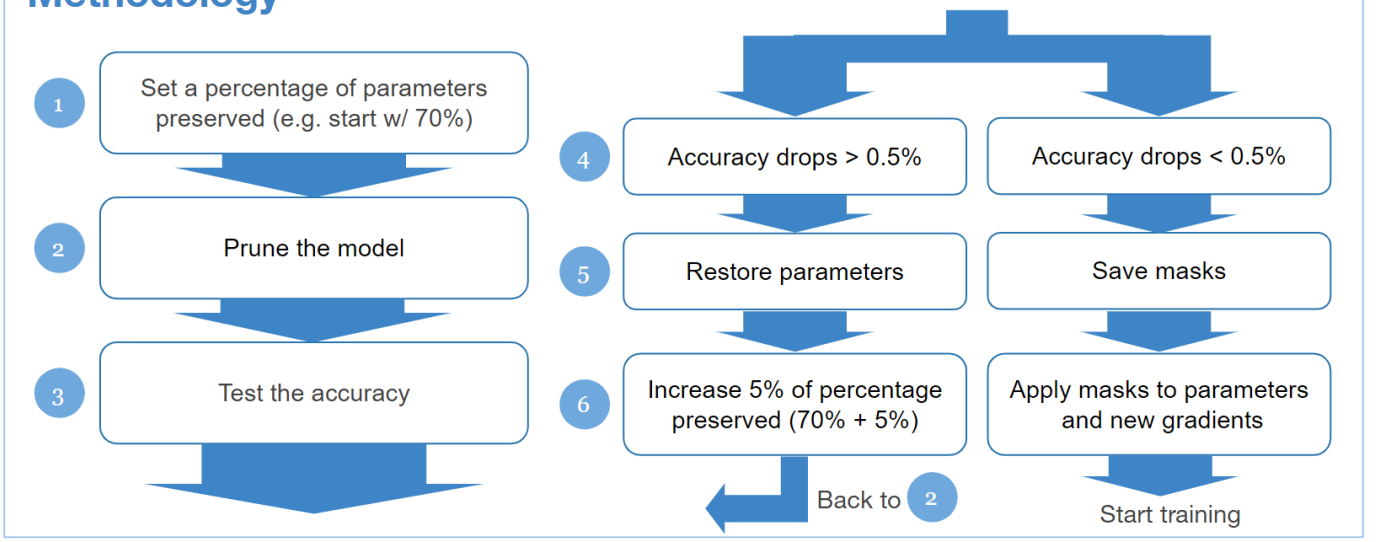 Methodology
1
Set a percentage of parameters
preserved (e.g. start w/ 70%)
2
Prune the model
3
Test the accuracy
4
Accuracy drops > 0.5%
5
Restore parameters
6
Increase 5% of percentage
preserved (70% + 5%)
Back to 2
Accuracy drops < 0.5%
Save masks
Apply masks to parameters
and new gradients
Start training